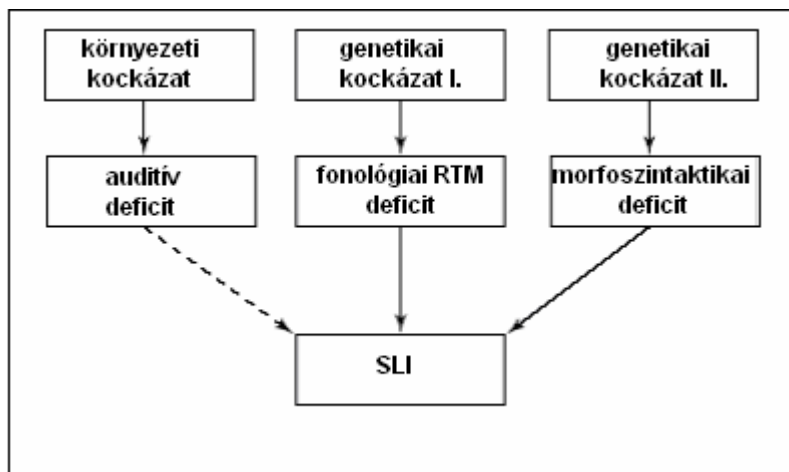 környezeti
kockázat
genetikai
kockázat I.
genetikai
kockázat II.
auditív
deficit
fonológiai RTM
deficit
morfoszintaktikai
deficit
SLI